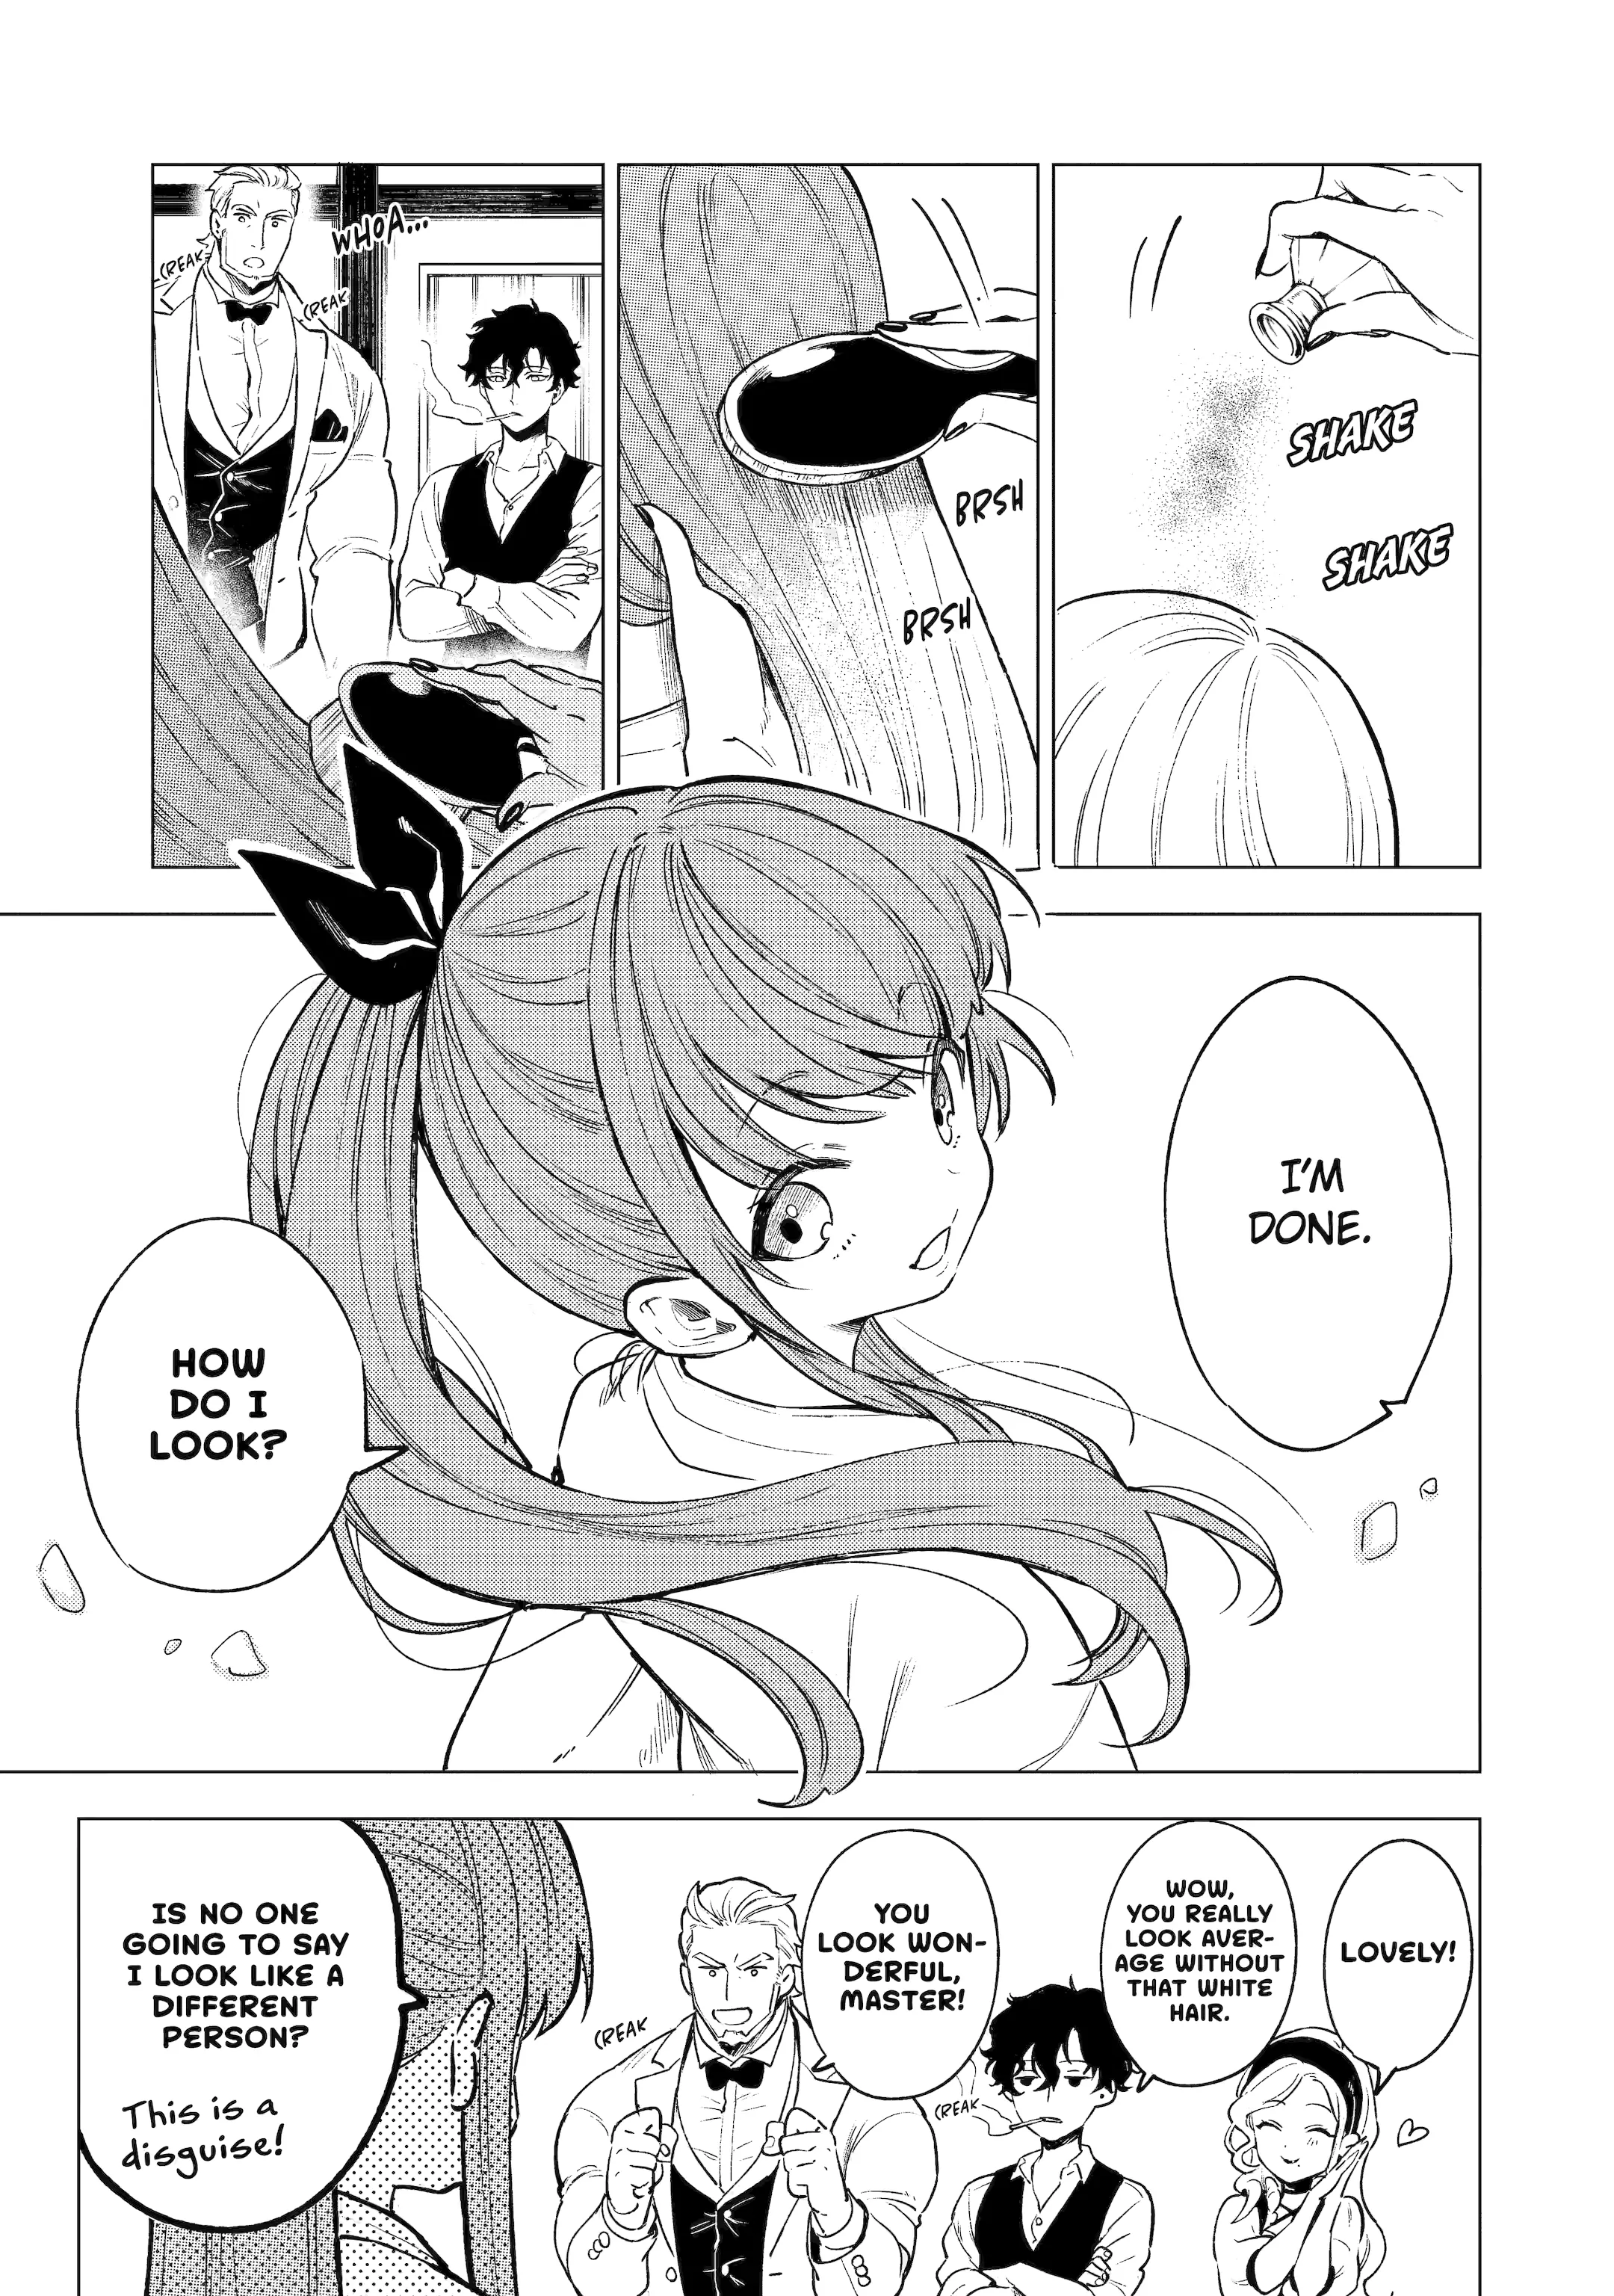 SHAKE
SHAKE
BRSH
BRSH
WHOA...
CREAK
CREAK
I'M
DONE.
HOW
DO I
LOOK?
LOVELY!
WOW,
YOU REALLY
LOOK AVER-
AGE WITHOUT
THAT WHITE
HAIR.
YOU
LOOK WON-
DERFUL,
MASTER!
CREAK
CREAK
IS NO ONE
GOING TO SAY
I LOOK LIKE A
DIFFERENT
PERSON?
This is a
disguise!